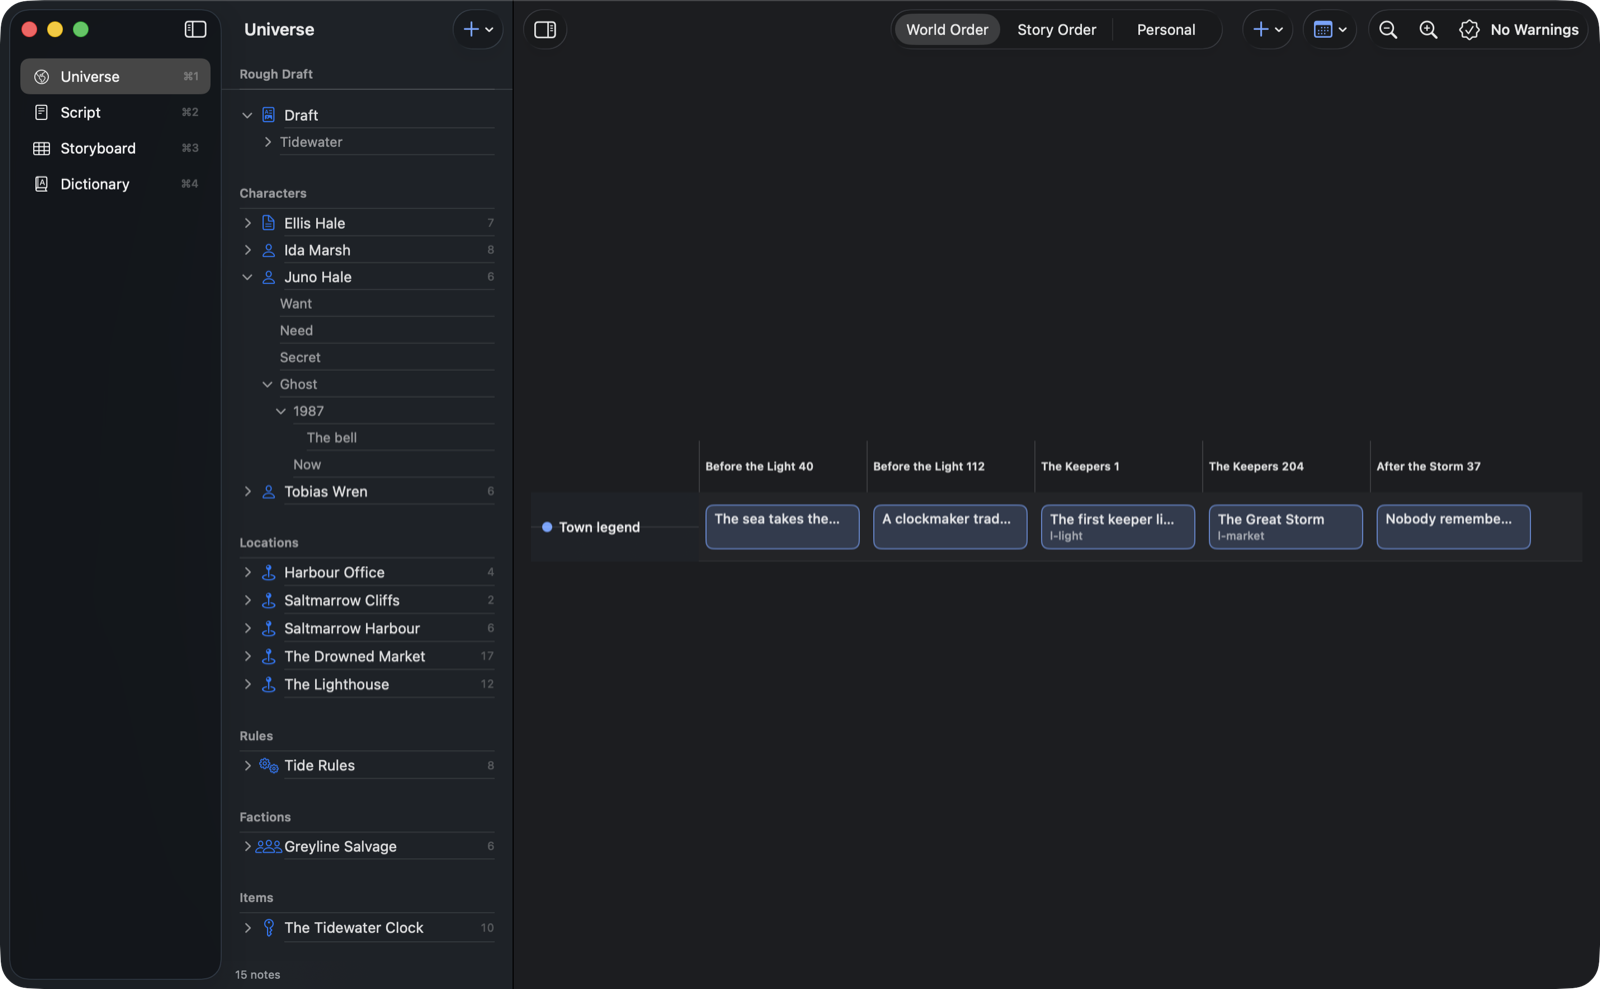 Universe
World Order
Story Order
Personal
No Warnings
Universe ⌘1
Script ⌘2
Storyboard ⌘3
Dictionary ⌘4
Rough Draft
Draft
Tidewater
Characters
Ellis Hale 7
Ida Marsh 8
Juno Hale 6
Want
Need
Secret
Ghost
1987
The bell
Now
Tobias Wren 6
Locations
Harbour Office 4
Saltmarrow Cliffs 2
Saltmarrow Harbour 6
The Drowned Market 17
The Lighthouse 12
Rules
Tide Rules 8
Factions
Greyline Salvage 6
Items
The Tidewater Clock 10
15 notes
Before the Light 40
Before the Light 112
The Keepers 1
The Keepers 204
After the Storm 37
Town legend
The sea takes the...
A clockmaker trad...
The first keeper li...
l-light
The Great Storm
l-market
Nobody remembe...